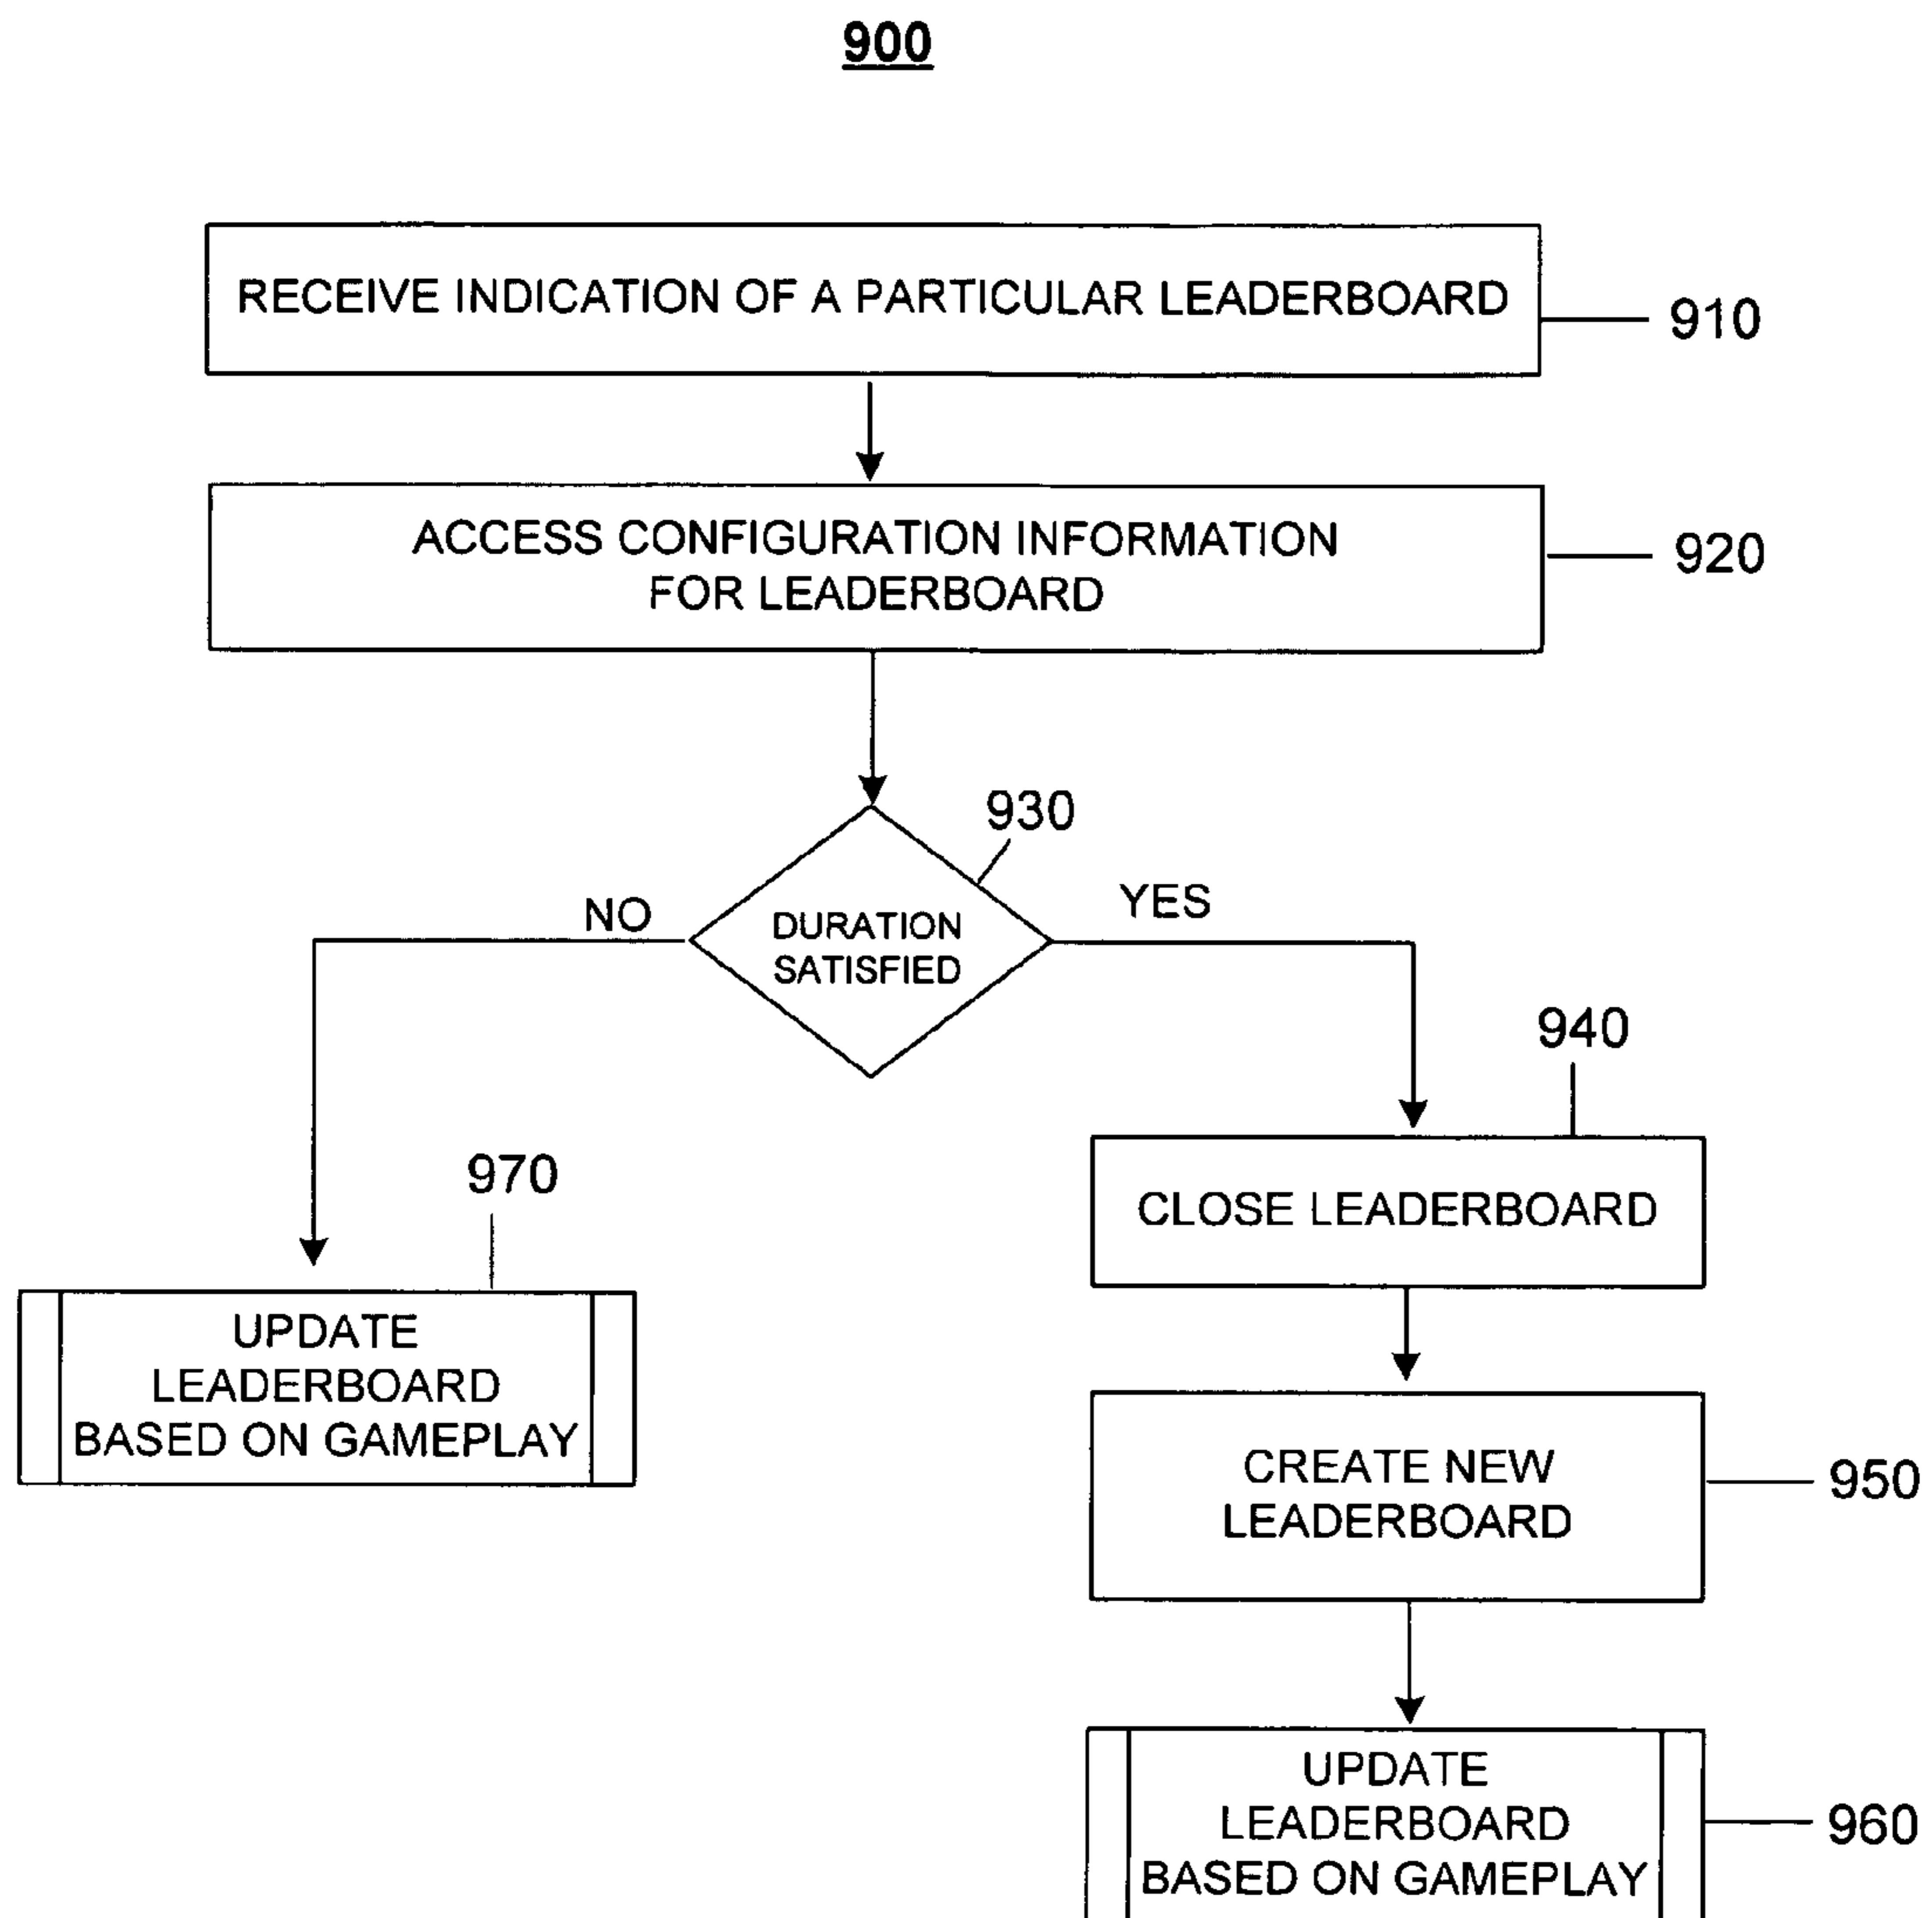 900
RECEIVE INDICATION OF A PARTICULAR LEADERBOARD
910
ACCESS CONFIGURATION INFORMATION
FOR LEADERBOARD
920
930
NO
YES
DURATION
SATISFIED
940
970
CLOSE LEADERBOARD
UPDATE
LEADERBOARD
BASED ON GAMEPLAY
CREATE NEW
LEADERBOARD
950
UPDATE
LEADERBOARD
BASED ON GAMEPLAY
960